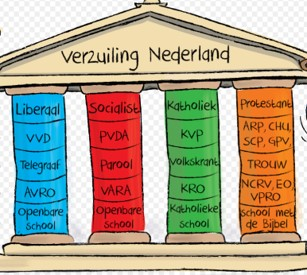 Verzuiling Nederland
Liberaal
VVD
Telegraaf
AVRO
Openbare
school
Socialist
PVDA
Parool
VARA
Openbare
school
Katholiek
KVP
Volkskrant
KRO
Katholieke
school
Protestant
ARP, CHU,
SCP, GPV
TROUW
NCRV, EO,
VPRO
School met
de Bijbel